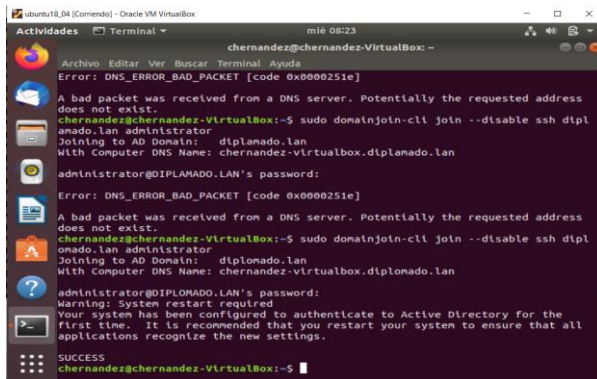 ubuntu18_04 [Corriendo] - Oracle VM VirtualBox
Actividades Terminal mié 08:23
chernandez@chernandez-VirtualBox: ~
Archivo Editar Ver Buscar Terminal Ayuda
Error: DNS_ERROR_BAD_PACKET [code 0x0000251e]
A bad packet was received from a DNS server. Potentially the requested address
does not exist.
chernandez@chernandez-VirtualBox:~$ sudo domainjoin-cli join --disable ssh dipl
amado.lan administrator
Joining to AD Domain: diplamado.lan
With Computer DNS Name: chernandez-virtualbox.diplamado.lan
administrator@DIPLAMADO.LAN's password:
Error: DNS_ERROR_BAD_PACKET [code 0x0000251e]
A bad packet was received from a DNS server. Potentially the requested address
does not exist.
chernandez@chernandez-VirtualBox:~$ sudo domainjoin-cli join --disable ssh dipl
omado.lan administrator
Joining to AD Domain: diplomado.lan
With Computer DNS Name: chernandez-virtualbox.diplomado.lan
administrator@DIPLOMADO.LAN's password:
Warning: System restart required
Your system has been configured to authenticate to Active Directory for the
first time. It is recommended that you restart your system to ensure that all
applications recognize the new settings.
SUCCESS
chernandez@chernandez-VirtualBox:~$